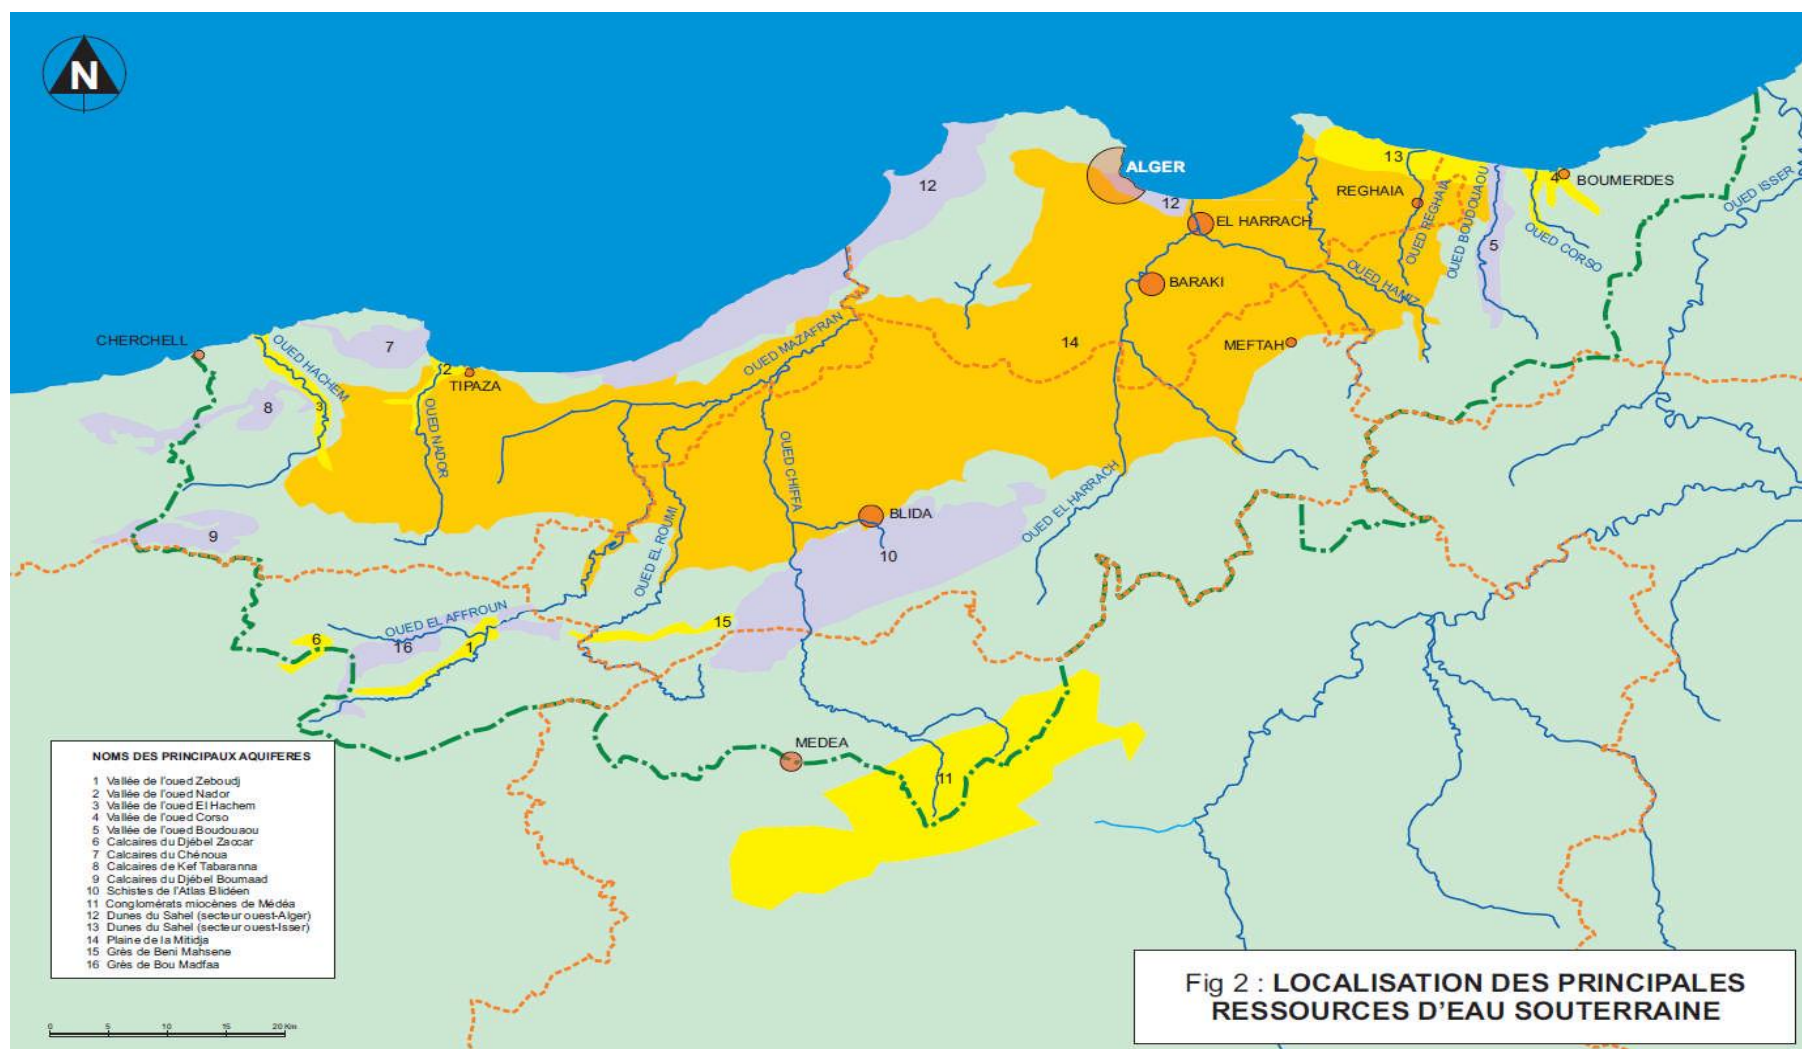 N
ALGER
12
13
REGHAIA
4
BOUMERDES
OUED ISSER
12
EL HARRACH
OUED REGHAIA
OUED BOUDOUAOU
5
OUED CORSO
BARAKI
OUED HAMIZ
CHERCHELL
OUED HACHEM
7
2
TIPAZA
OUED MAZAFRAN
14
MEFTAH
8
3
OUED NADOR
OUED CHIFFA
OUED EL HARRACH
9
OUED EL ROUMI
BLIDA
10
OUED EL AFFROUN
6
16
1
15
MEDEA
11
NOMS DES PRINCIPAUX AQUIFERES
1 Vallée de l'oued Zeboudj
2 Vallée de l'oued Nador
3 Vallée de l'oued El Hachem
4 Vallée de l'oued Corso
5 Vallée de l'oued Boudouaou
6 Calcaires du Djébel Zaccar
7 Calcaires du Chénoua
8 Calcaires de Kef Tabaranna
9 Calcaires du Djébel Boumaad
10 Schistes de l'Atlas Blidéen
11 Conglomérats miocènes de Médéa
12 Dunes du Sahel (secteur ouest-Alger)
13 Dunes du Sahel (secteur ouest-Isser)
14 Plaine de la Mitidja
15 Grès de Beni Mahsene
16 Grès de Bou Madfaa
0 5 10 15 20 Km
Fig 2 : LOCALISATION DES PRINCIPALES
RESSOURCES D'EAU SOUTERRAINE